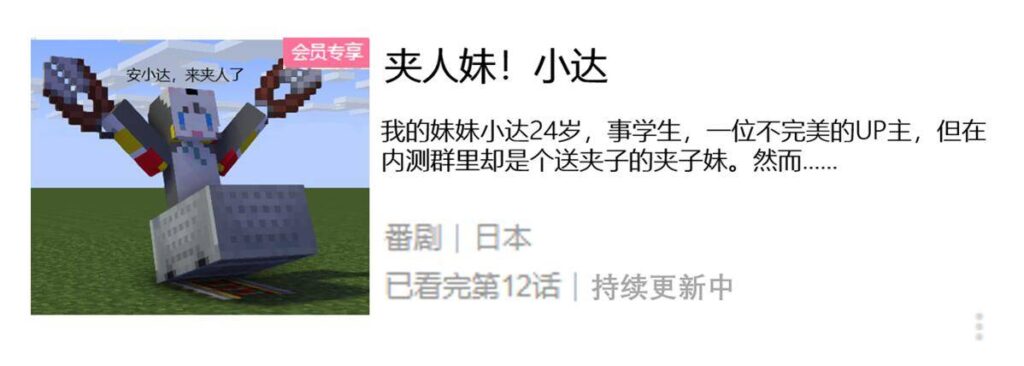 会员专享
安小达，来夹人了
夹人妹！小达
我的妹妹小达24岁，事学生，一位不完美的UP主，但在
内测群里却是个送夹子的夹子妹。然而......
番剧｜日本
已看完第12话｜持续更新中